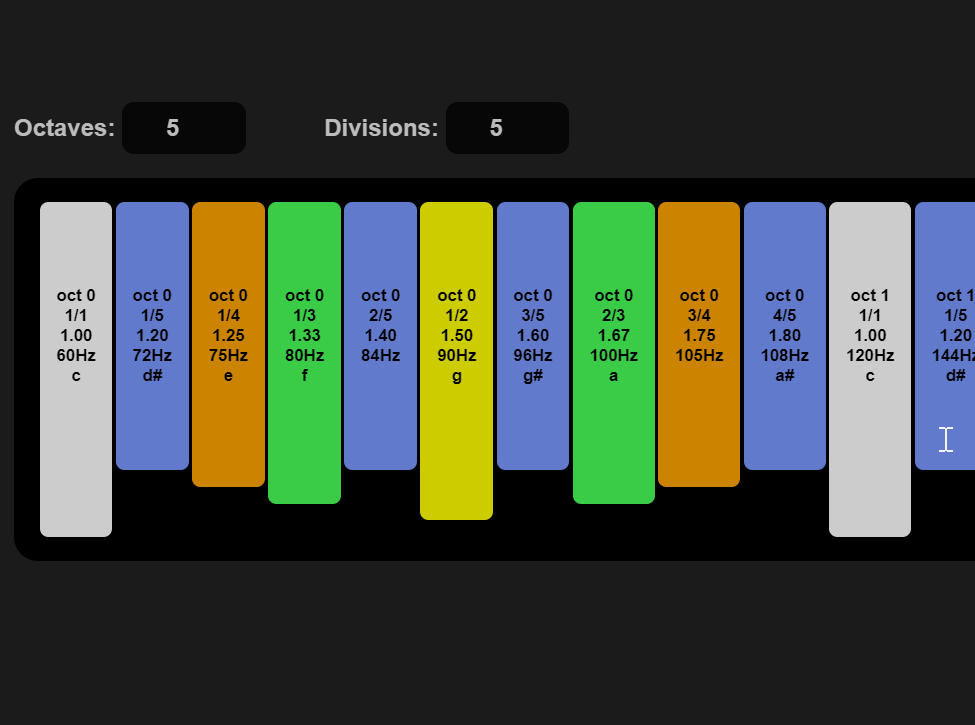 Octaves: 5 Divisions: 5
oct 0
1/1
1.00
60Hz
c
oct 0
1/5
1.20
72Hz
d#
oct 0
1/4
1.25
75Hz
e
oct 0
1/3
1.33
80Hz
f
oct 0
2/5
1.40
84Hz
oct 0
1/2
1.50
90Hz
g
oct 0
3/5
1.60
96Hz
g#
oct 0
2/3
1.67
100Hz
a
oct 0
3/4
1.75
105Hz
oct 0
4/5
1.80
108Hz
a#
oct 1
1/1
1.00
120Hz
c
oct 1
1/5
1.20
144Hz
d#